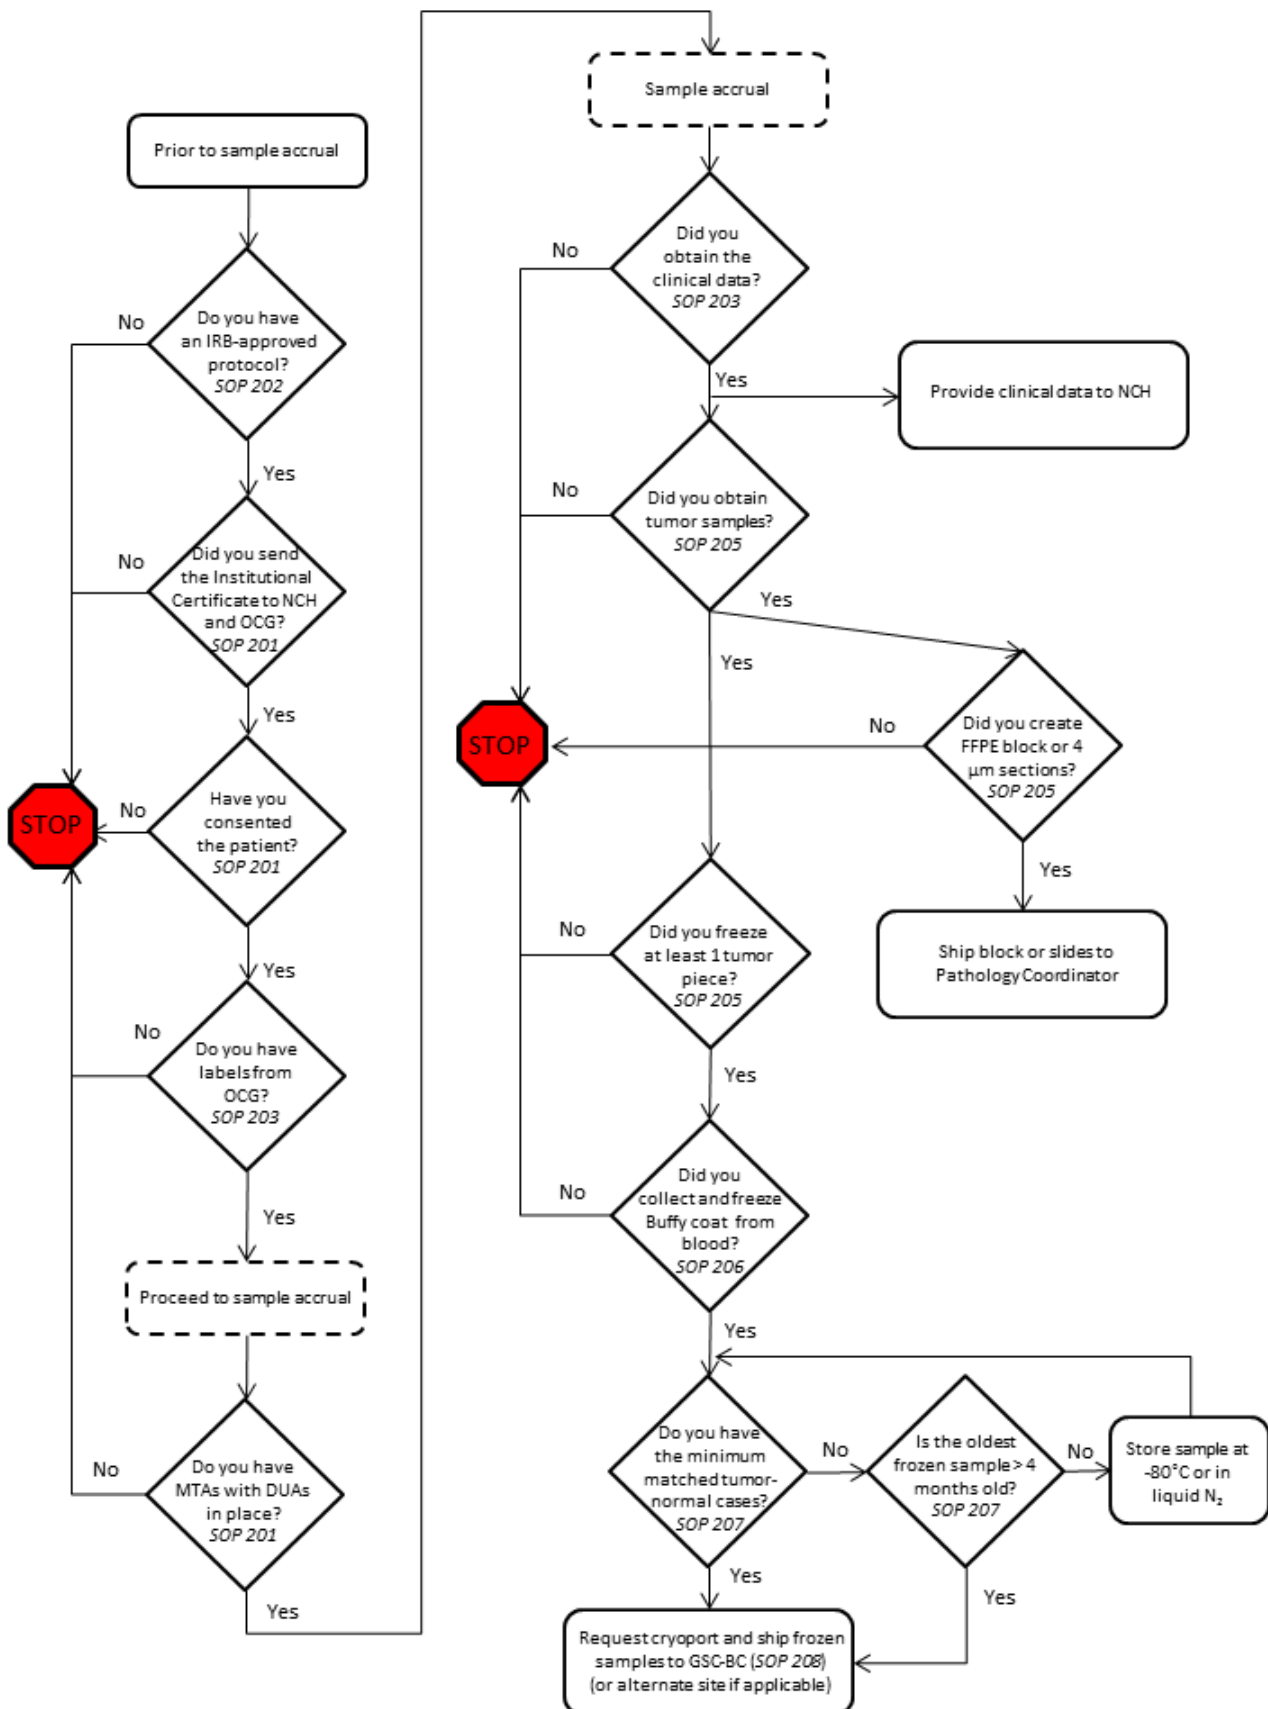 Prior to sample accrual
Do you have
an IRB-approved
protocol?
SOP 202
No
Yes
Did you send
the Institutional
Certificate to NCH
and OCG?
SOP 201
No
Yes
Have you
consented
the patient?
SOP 201
No
STOP
Yes
Do you have
labels from
OCG?
SOP 203
No
Yes
Proceed to sample accrual
Do you have
MTAs with DUAs
in place?
SOP 201
No
Yes
Sample accrual
Did you
obtain the
clinical data?
SOP 203
No
Yes
Provide clinical data to NCH
Did you obtain
tumor samples?
SOP 205
No
Yes
Yes
STOP
Did you create
FFPE block or 4
µm sections?
SOP 205
No
Yes
Ship block or slides to
Pathology Coordinator
Did you freeze
at least 1 tumor
piece?
SOP 205
No
Yes
Did you
collect and freeze
Buffy coat from
blood?
SOP 206
No
Yes
Do you have
the minimum
matched tumor-
normal cases?
SOP 207
No
Yes
Is the oldest
frozen sample > 4
months old?
SOP 207
No
Yes
Store sample at
-80°C or in
liquid N₂
Request cryoport and ship frozen
samples to GSC-BC (SOP 208)
(or alternate site if applicable)